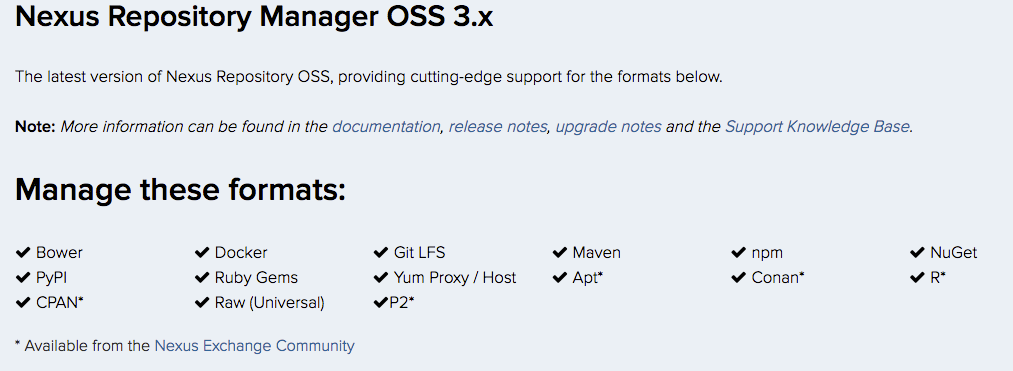 Nexus Repository Manager OSS 3.x
The latest version of Nexus Repository OSS, providing cutting-edge support for the formats below.
Note: More information can be found in the documentation, release notes, upgrade notes and the Support Knowledge Base.
Manage these formats:
✔ Bower ✔ Docker ✔ Git LFS ✔ Maven ✔ npm ✔ NuGet
✔ PyPI ✔ Ruby Gems ✔ Yum Proxy / Host ✔ Apt* ✔ Conan* ✔ R*
✔ CPAN* ✔ Raw (Universal) ✔P2*
* Available from the Nexus Exchange Community